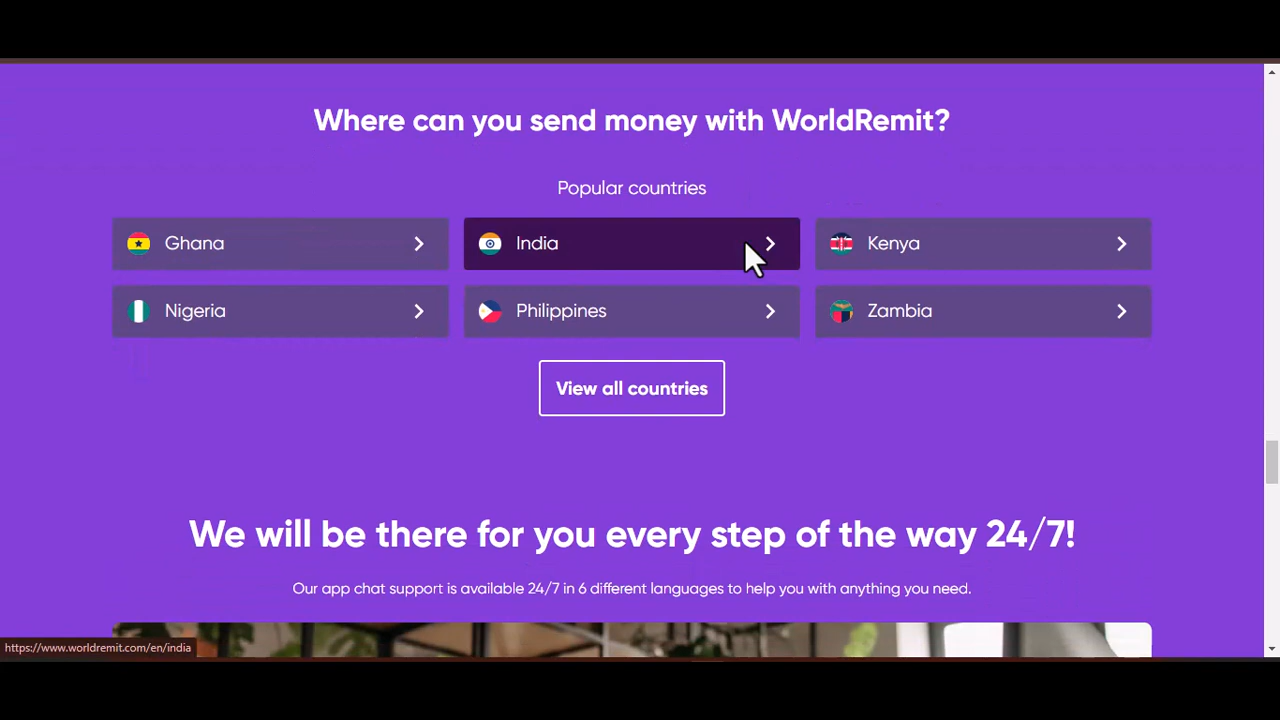 Where can you send money with WorldRemit?
Popular countries
Ghana
India
Kenya
Nigeria
Philippines
Zambia
View all countries
We will be there for you every step of the way 24/7!
Our app chat support is available 24/7 in 6 different languages to help you with anything you need.
https://www.worldremit.com/en/india